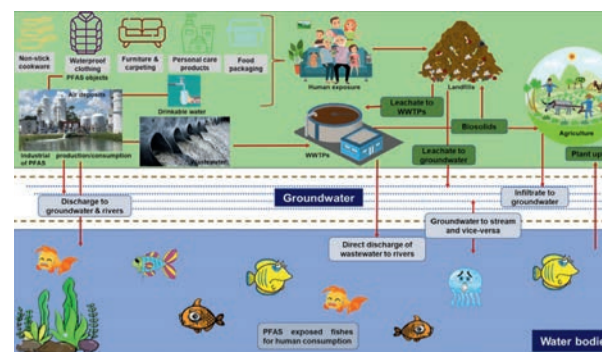 Non-stick
cookware
Waterproof
clothing
Furniture &
carpeting
Personal care
products
Food
packaging
PFAS objects
Air deposits
Drinkable water
Human exposure
Landfills
Leachate to
WWTPs
Biosolids
Agriculture
Industrial production/consumption
of PFAS
Wastewater
WWTPs
Leachate to
groundwater
Plant up
Discharge to
groundwater & rivers
Groundwater
Infiltrate to
groundwater
Groundwater to stream
and vice-versa
Direct discharge of
wastewater to rivers
PFAS exposed fishes
for human consumption
Water bodie